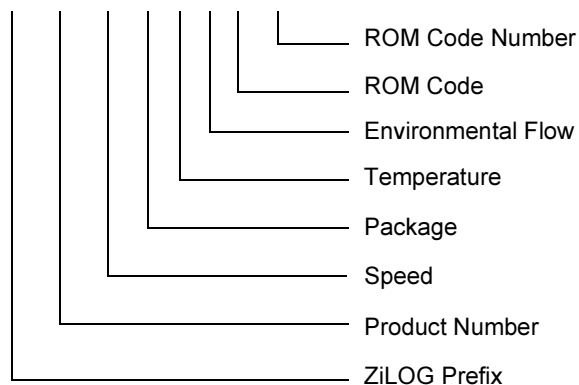 ROM Code Number
ROM Code
Environmental Flow
Temperature
Package
Speed
Product Number
ZiLOG Prefix